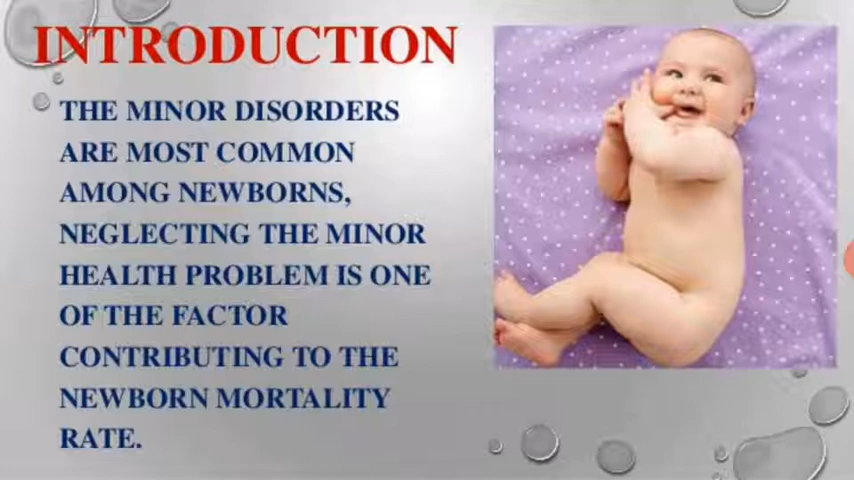 INTRODUCTION
THE MINOR DISORDERS
ARE MOST COMMON
AMONG NEWBORNS,
NEGLECTING THE MINOR
HEALTH PROBLEM IS ONE
OF THE FACTOR
CONTRIBUTING TO THE
NEWBORN MORTALITY
RATE.